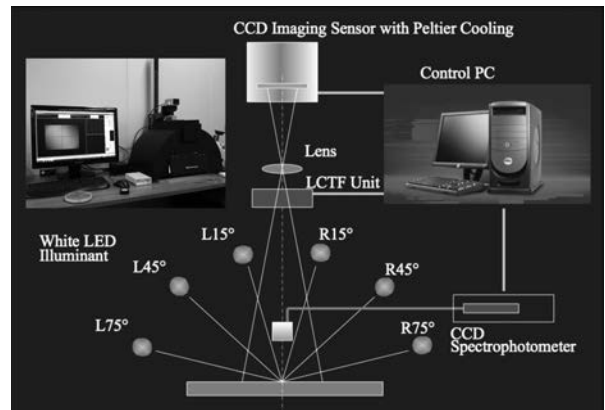 CCD Imaging Sensor with Peltier Cooling
Control PC
Lens
LCTF Unit
White LED
Illuminant
L15°
R15°
L45°
R45°
L75°
R75°
CCD
Spectrophotometer